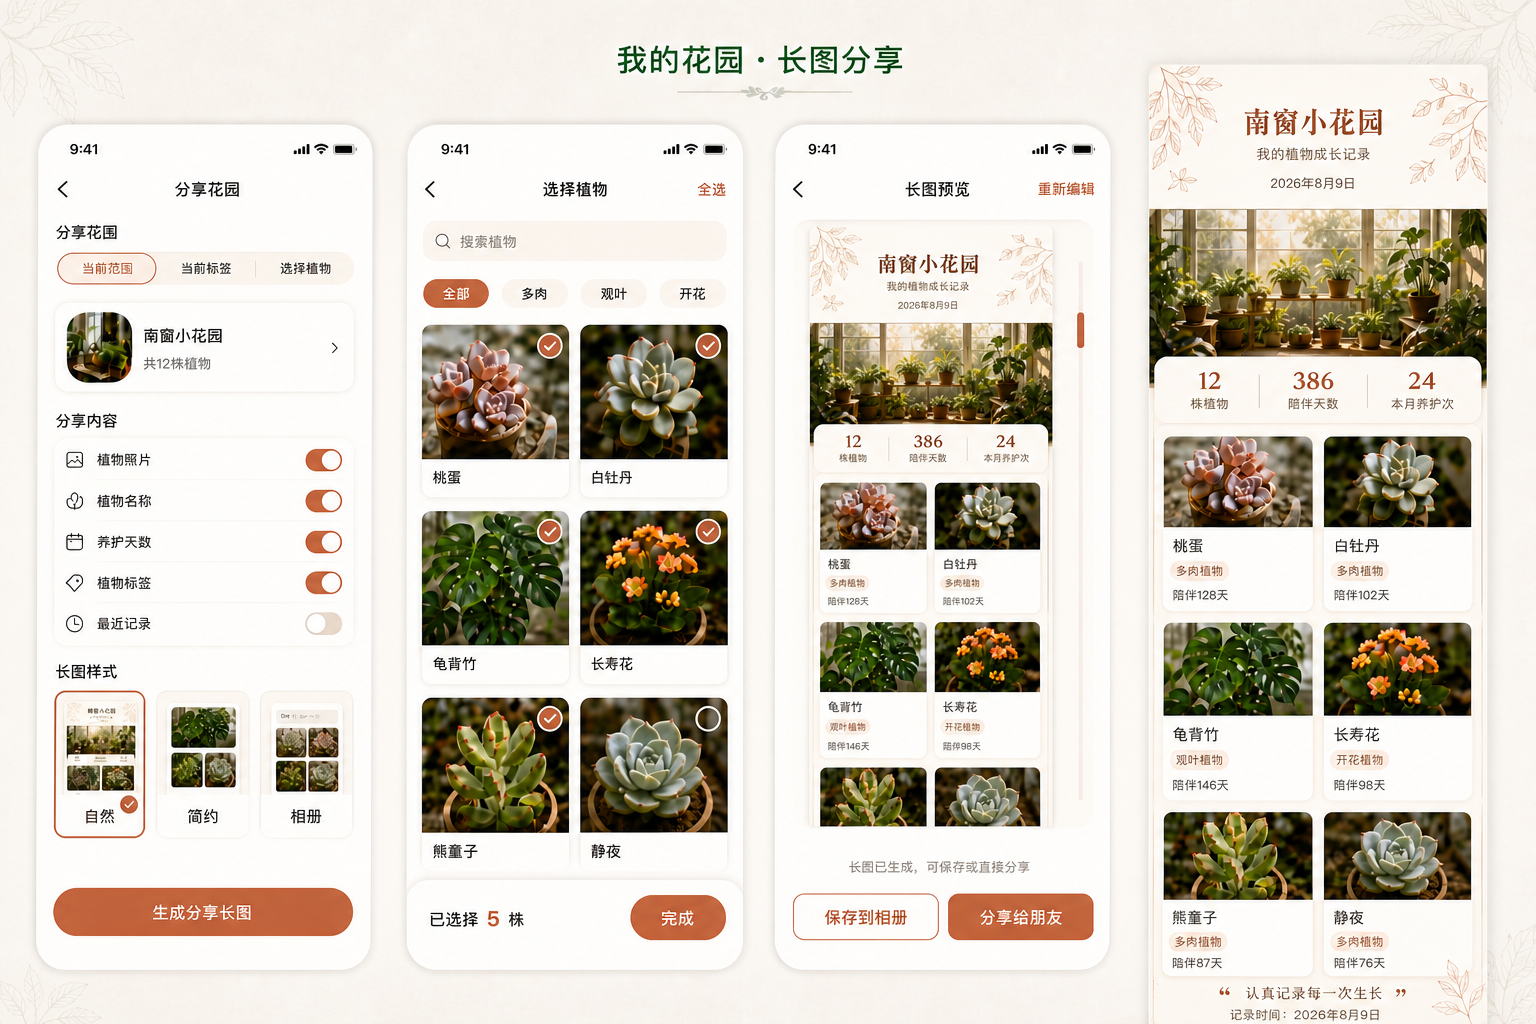 我的花园·长图分享
9:41
分享花园
分享花围
当前范围
当前标签
选择植物
南窗小花园
共12株植物
分享内容
植物照片
植物名称
养护天数
植物标签
最近记录
长图样式
自然
简约
相册
生成分享长图
9:41
选择植物
全选
搜索植物
全部
多肉
观叶
开花
桃蛋
白牡丹
龟背竹
长寿花
熊童子
静夜
已选择 5 株
完成
9:41
长图预览
重新编辑
南窗小花园
我的植物成长记录
2026年8月9日
12
386
24
株植物
陪伴天数
本月养护次
桃蛋
白牡丹
多肉植物
多肉植物
陪伴128天
陪伴102天
龟背竹
长寿花
观叶植物
开花植物
陪伴146天
陪伴98天
长图已生成，可保存或直接分享
保存到相册
分享给朋友
南窗小花园
我的植物成长记录
2026年8月9日
12
386
24
株植物
陪伴天数
本月养护次
桃蛋
白牡丹
多肉植物
多肉植物
陪伴128天
陪伴102天
龟背竹
长寿花
观叶植物
开花植物
陪伴146天
陪伴98天
熊童子
静夜
多肉植物
多肉植物
陪伴87天
陪伴76天
“ 认真记录每一次生长 ”
记录时间：2026年8月9日